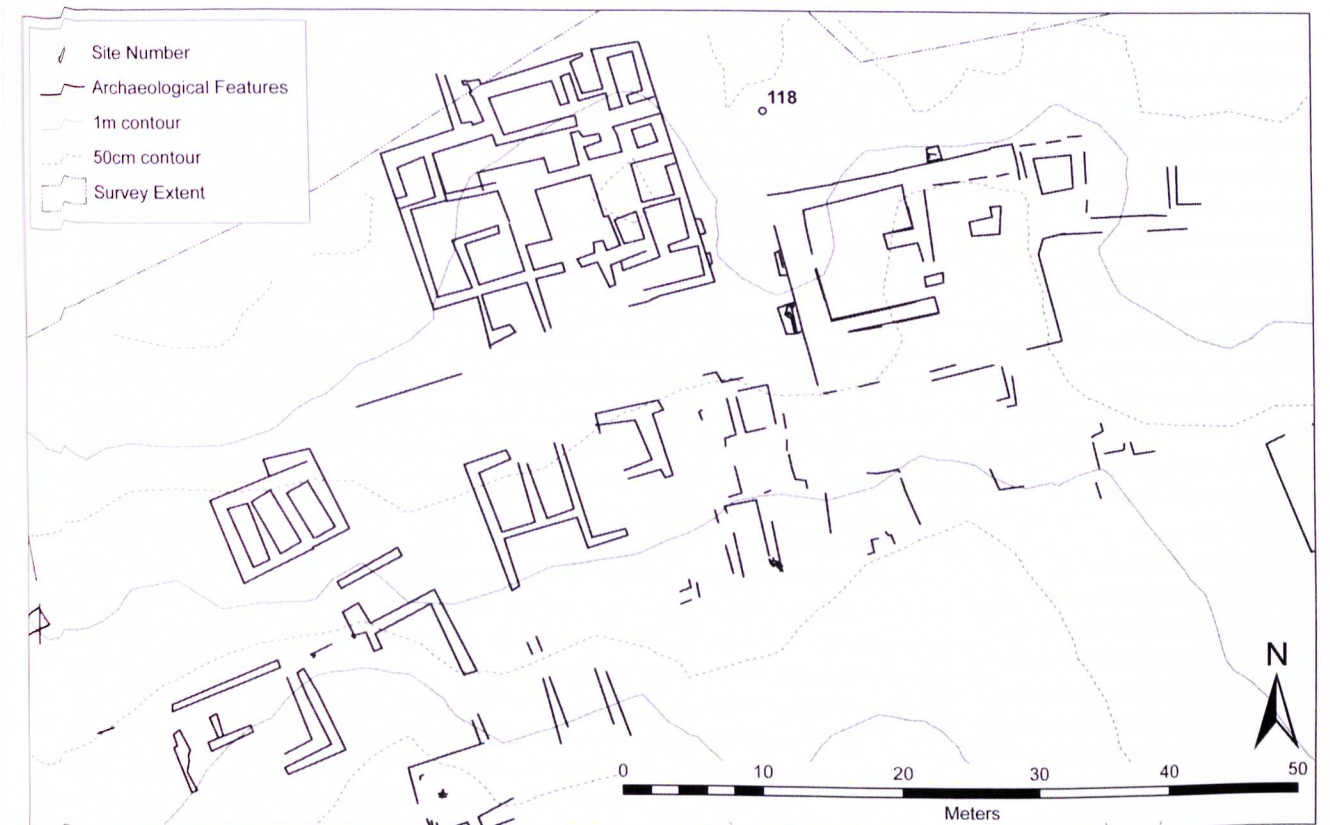 Site Number
Archaeological Features
1m contour
50cm contour
Survey Extent
118
N
0 10 20 30 40 50
Meters